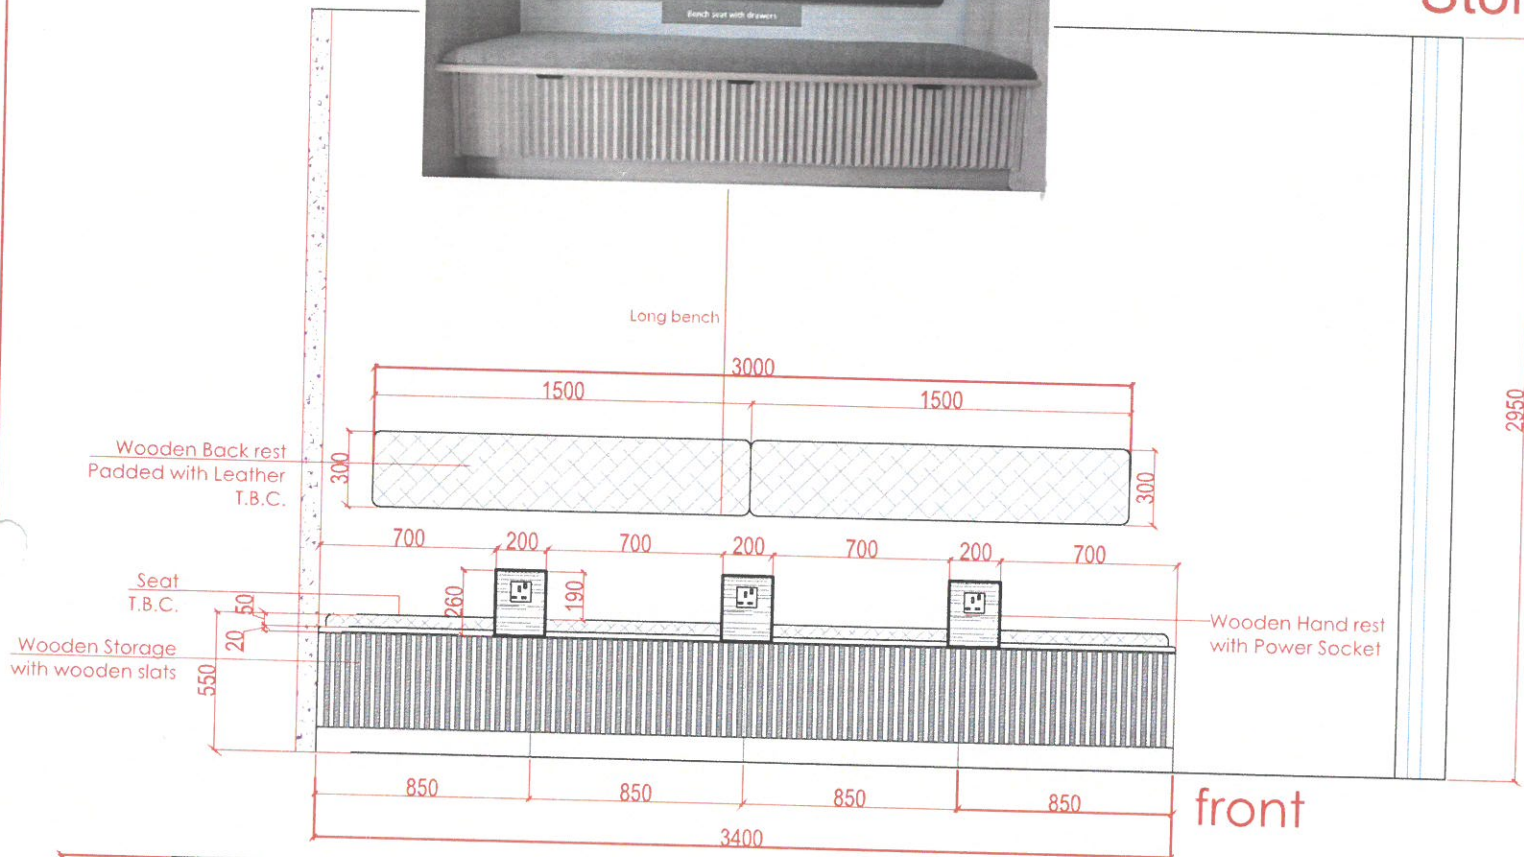 Bench seat with drawers
Long bench
3000
1500
1500
Wooden Back rest
Padded with Leather
T.B.C.
300
300
2950
700
200
700
200
700
200
700
Seat
T.B.C.
50
20
260
190
Wooden Hand rest
with Power Socket
Wooden Storage
with wooden slats
550
850
850
850
850
3400
front